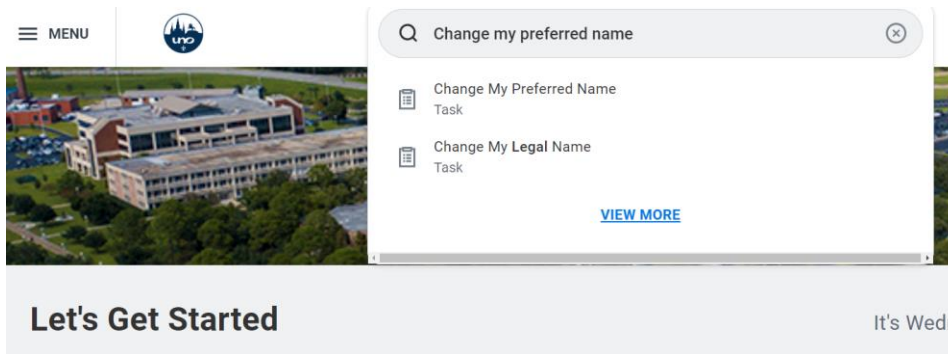 MENU
uno
Change my preferred name
Change My Preferred Name
Task
Change My Legal Name
Task
VIEW MORE
Let's Get Started
It's Wed